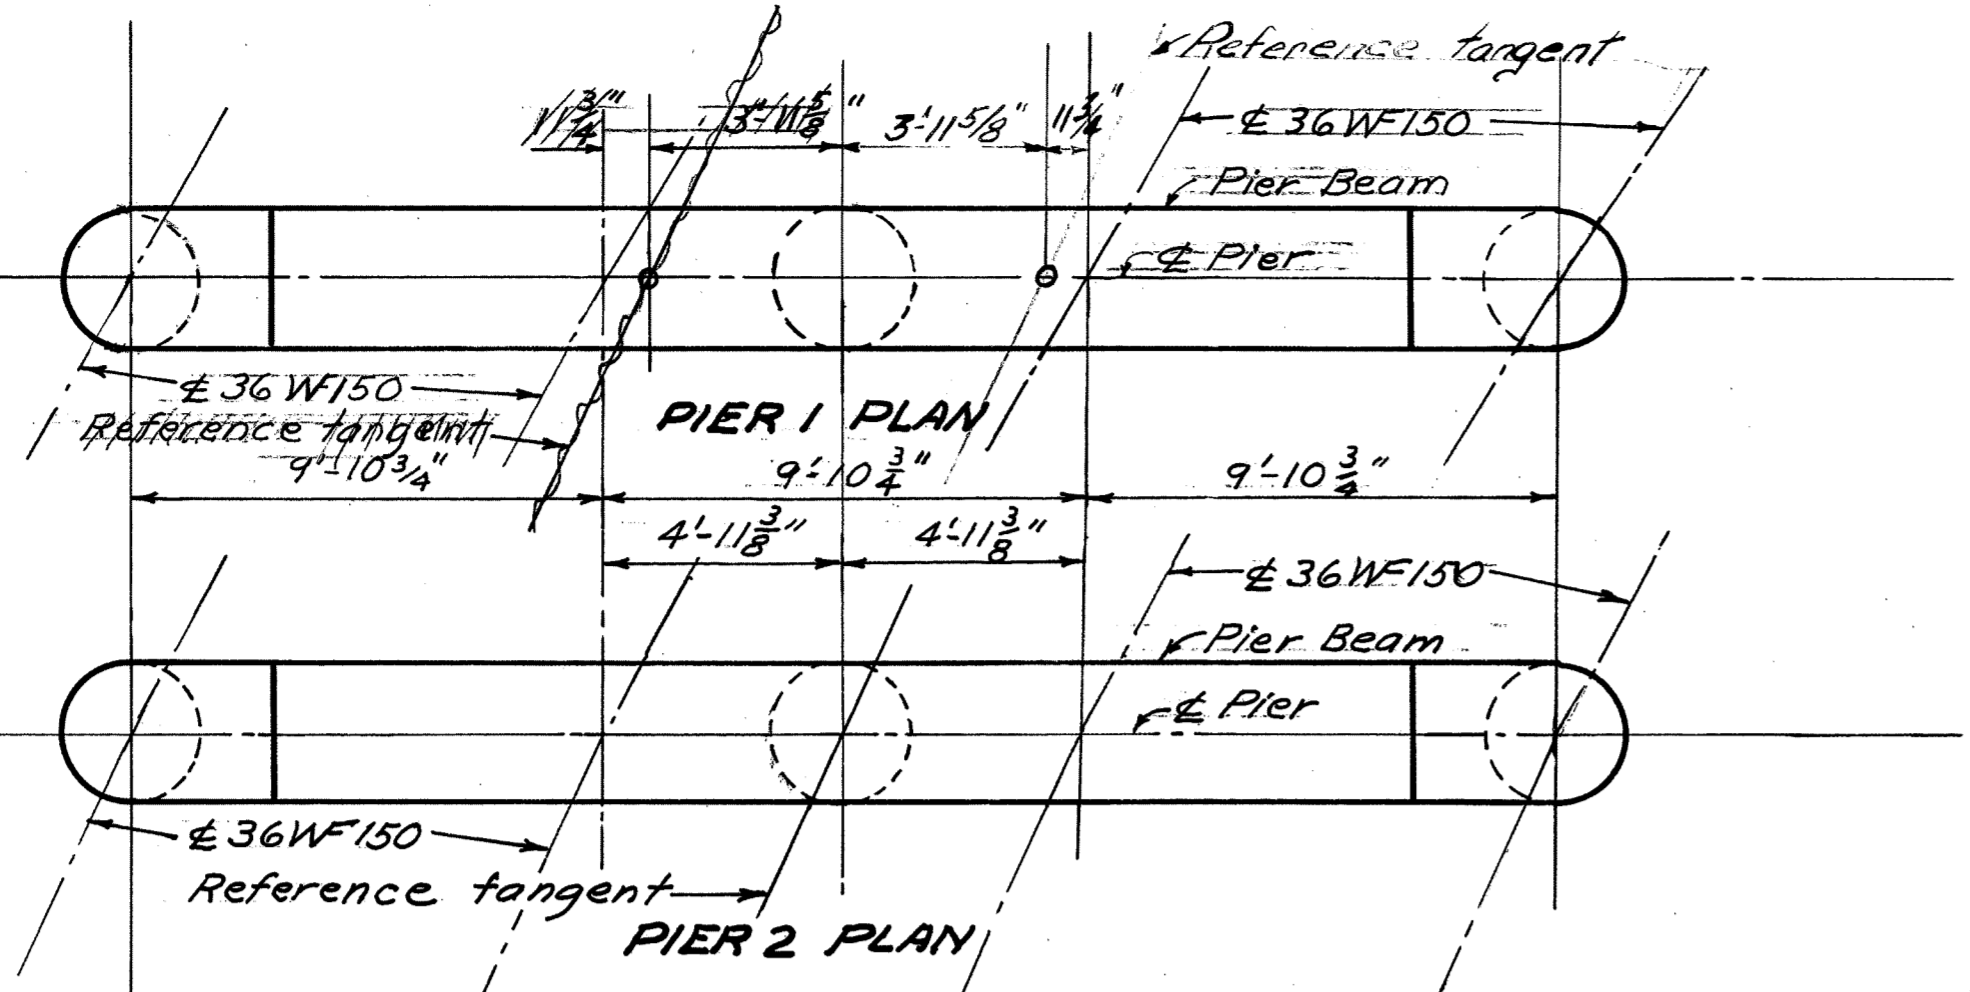 Reference tangent
11 3/4" 3'-11 5/8" 3'-11 5/8" 11 3/4"
℄ 36 WF 150
Pier Beam
℄ Pier
℄ 36 WF 150
Reference tangent
PIER 1 PLAN
9'-10 3/4" 9'-10 3/4" 9'-10 3/4"
4'-11 3/8" 4'-11 3/8"
℄ 36 WF 150
Pier Beam
℄ Pier
℄ 36 WF 150
Reference tangent
PIER 2 PLAN